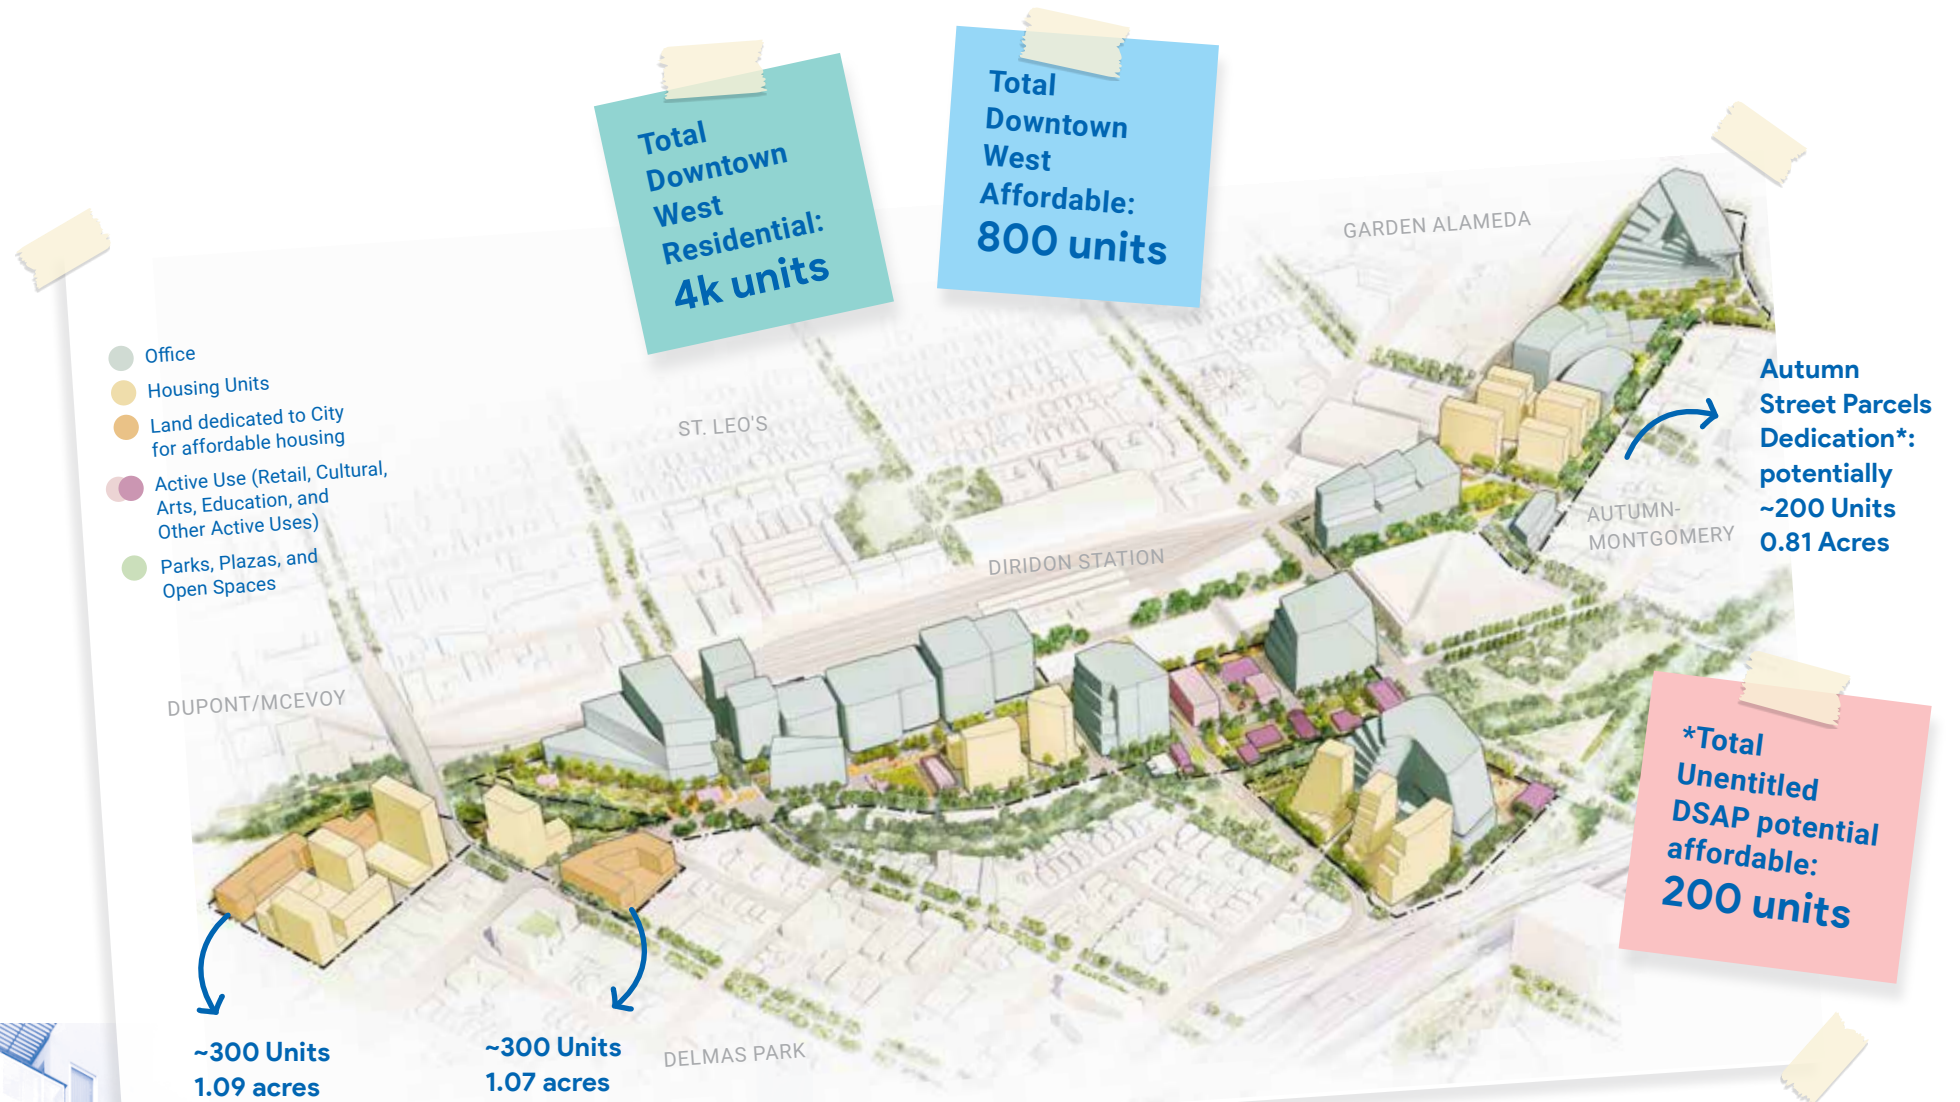 Total
Downtown
West
Residential:
4k units
Total
Downtown
West
Affordable:
800 units
GARDEN ALAMEDA
Office
Housing Units
Land dedicated to City
for affordable housing
Active Use (Retail, Cultural,
Arts, Education, and
Other Active Uses)
Parks, Plazas, and
Open Spaces
ST. LEO'S
DIRIDON STATION
AUTUMN-
MONTGOMERY
Autumn
Street Parcels
Dedication*:
potentially
~200 Units
0.81 Acres
DUPONT/MCEVOY
*Total
Unentitled
DSAP potential
affordable:
200 units
~300 Units
1.09 acres
~300 Units
1.07 acres
DELMAS PARK